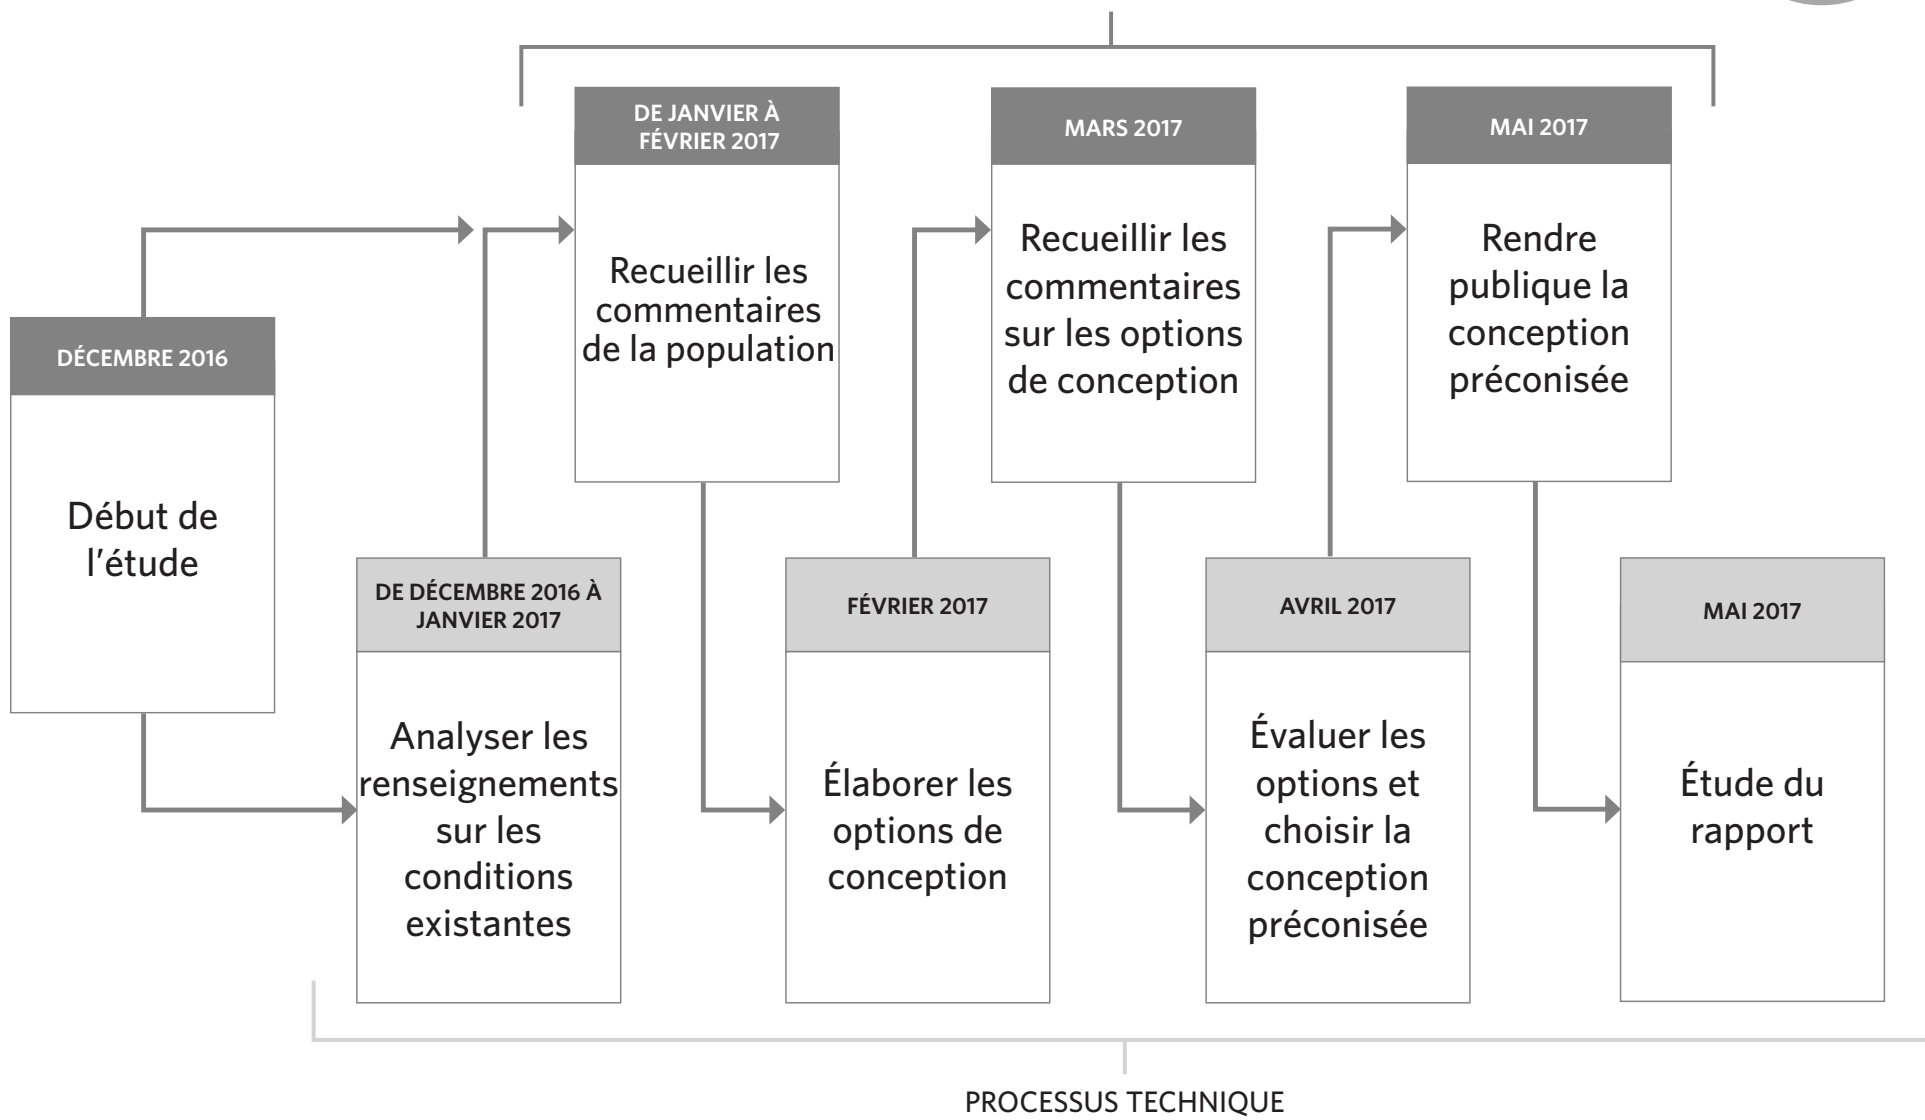 DÉCEMBRE 2016
Début de
l'étude
DE DÉCEMBRE 2016 À
JANVIER 2017
Analyser les
renseignements
sur les
conditions
existantes
DE JANVIER À
FÉVRIER 2017
Recueillir les
commentaires
de la population
FÉVRIER 2017
Élaborer les
options de
conception
MARS 2017
Recueillir les
commentaires
sur les options
de conception
AVRIL 2017
Évaluer les
options et
choisir la
conception
préconisée
MAI 2017
Rendre
publique la
conception
préconisée
MAI 2017
Étude du
rapport
PROCESSUS TECHNIQUE